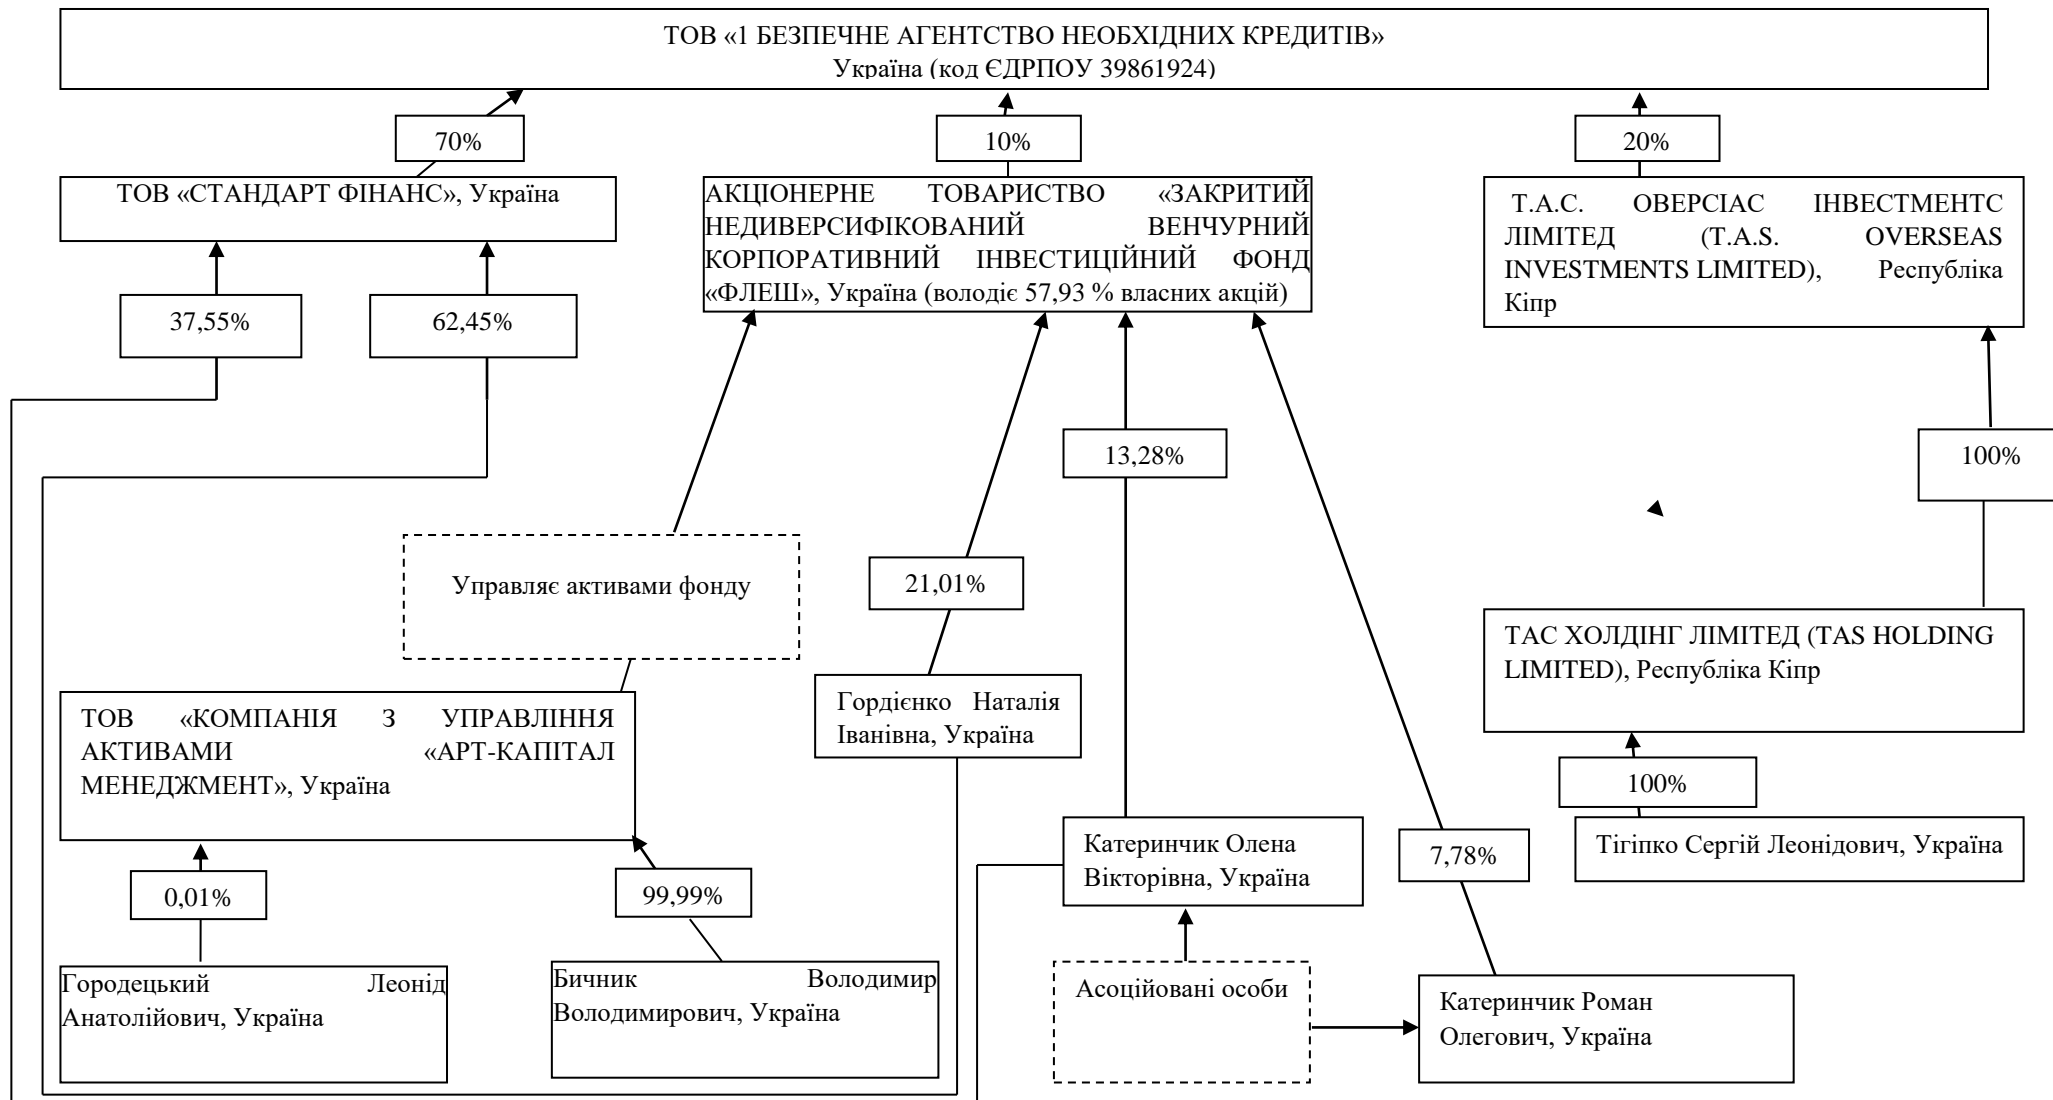 ТОВ «1 БЕЗПЕЧНЕ АГЕНТСТВО НЕОБХІДНИХ КРЕДИТІВ»
Україна (код ЄДРПОУ 39861924)
70%
10%
20%
ТОВ «СТАНДАРТ ФІНАНС», Україна
АКЦІОНЕРНЕ ТОВАРИСТВО «ЗАКРИТИЙ
НЕДИВЕРСИФІКОВАНИЙ ВЕНЧУРНИЙ
КОРПОРАТИВНИЙ ІНВЕСТИЦІЙНИЙ ФОНД
«ФЛЕШ», Україна (володіє 57,93 % власних акцій)
Т.А.С. ОВЕРСІАС ІНВЕСТМЕНТС
ЛІМІТЕД (T.A.S. OVERSEAS
INVESTMENTS LIMITED), Республіка
Кіпр
37,55%
62,45%
13,28%
100%
Управляє активами фонду
21,01%
ТАС ХОЛДІНГ ЛІМІТЕД (TAS HOLDING
LIMITED), Республіка Кіпр
ТОВ «КОМПАНІЯ З УПРАВЛІННЯ
АКТИВАМИ «АРТ-КАПІТАЛ
МЕНЕДЖМЕНТ», Україна
Гордієнко Наталія
Іванівна, Україна
100%
Катеринчик Олена
Вікторівна, Україна
7,78%
Тігіпко Сергій Леонідович, Україна
0,01%
99,99%
Городецький Леонід
Анатолійович, Україна
Бичник Володимир
Володимирович, Україна
Асоційовані особи
Катеринчик Роман
Олегович, Україна